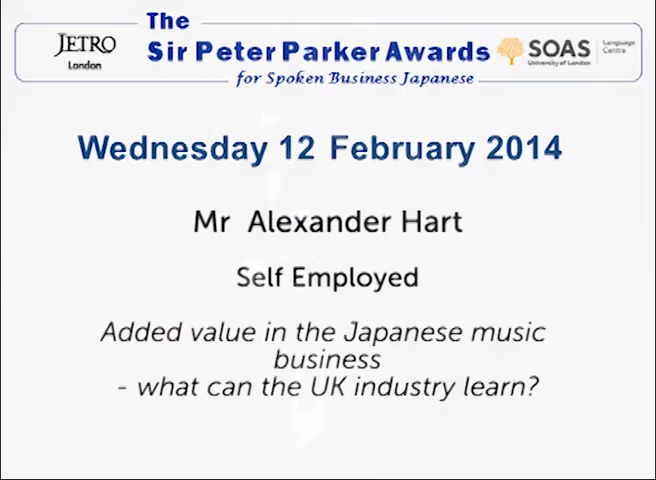 The
Sir Peter Parker Awards
for Spoken Business Japanese
JETRO
London
SOAS
University of London
Language
Centre
Wednesday 12 February 2014
Mr Alexander Hart
Self Employed
Added value in the Japanese music
business
- what can the UK industry learn?